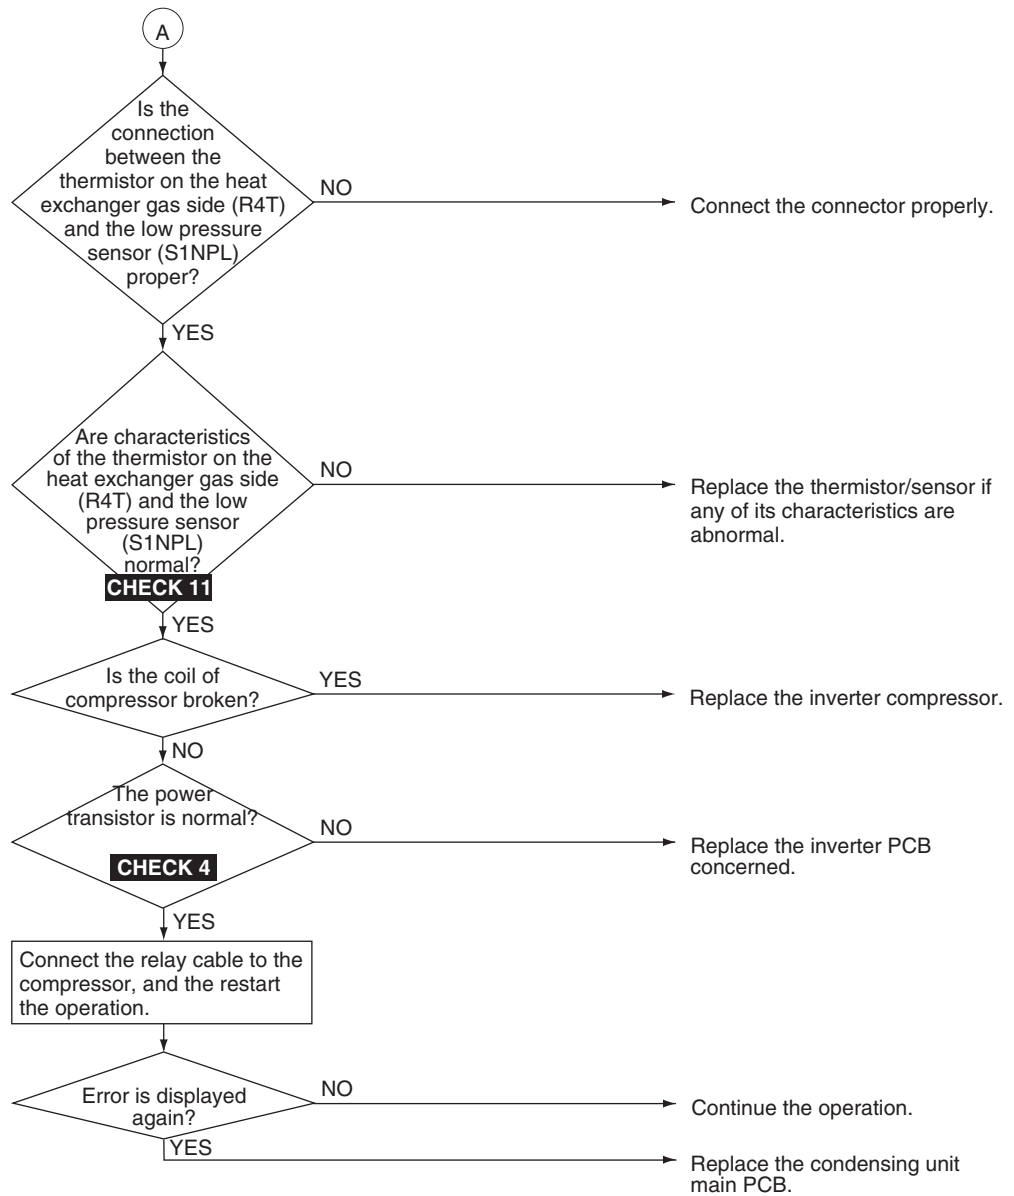 A
Is the
connection
between the
thermistor on the heat
exchanger gas side (R4T)
and the low pressure
sensor (S1NPL)
proper?
NO
Connect the connector properly.
YES
Are characteristics
of the thermistor on the
heat exchanger gas side
(R4T) and the low
pressure sensor
(S1NPL)
normal?
CHECK 11
NO
Replace the thermistor/sensor if
any of its characteristics are
abnormal.
YES
Is the coil of
compressor broken?
YES
Replace the inverter compressor.
NO
The power
transistor is normal?
CHECK 4
NO
Replace the inverter PCB
concerned.
YES
Connect the relay cable to the
compressor, and the restart
the operation.
Error is displayed
again?
NO
Continue the operation.
YES
Replace the condensing unit
main PCB.